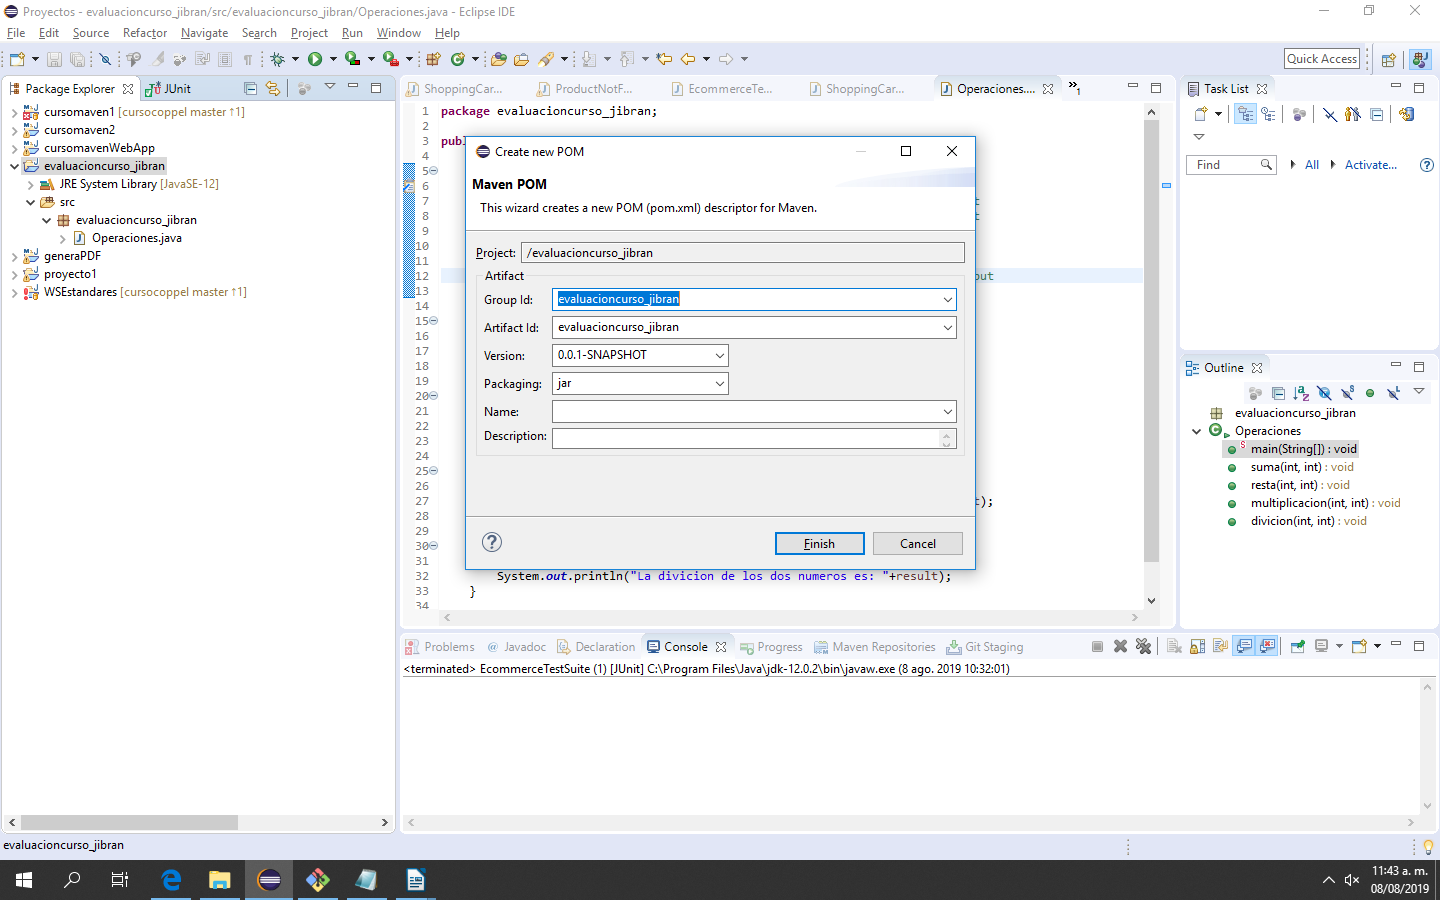 Proyectos - evaluacioncurso_jibran/src/evaluacioncurso_jibran/Operaciones.java - Eclipse IDE
File Edit Source Refactor Navigate Search Project Run Window Help
Quick Access
Package Explorer JUnit
cursomaven1 [cursocoppel master ↑1]
cursomaven2
cursomavenWebApp
evaluacioncurso_jibran
JRE System Library [JavaSE-12]
src
evaluacioncurso_jibran
Operaciones.java
generaPDF
proyecto1
WSEstandares [cursocoppel master ↑1]
ShoppingCar... ProductNotF... EcommerceTe... ShoppingCar... Operaciones.... »1
1 package evaluacioncurso_jibran;
2
3
4
5
6
7
8
9
10
11
12
13
14
15
16
17
18
19
20
21
22
23
24
25
26
27 );
28
29
30
31
32 System.out.println("La divicion de los dos numeros es: "+result);
33 }
34
Create new POM
Maven POM
This wizard creates a new POM (pom.xml) descriptor for Maven.
Project: /evaluacioncurso_jibran
Artifact
Group Id: evaluacioncurso_jibran
Artifact Id: evaluacioncurso_jibran
Version: 0.0.1-SNAPSHOT
Packaging: jar
Name:
Description:
Finish Cancel
Task List
Find All Activate...
Outline
evaluacioncurso_jibran
Operaciones
main(String[]) : void
suma(int, int) : void
resta(int, int) : void
multiplicacion(int, int) : void
divicion(int, int) : void
Problems Javadoc Declaration Console Progress Maven Repositories Git Staging
<terminated> EcommerceTestSuite (1) [JUnit] C:\Program Files\Java\jdk-12.0.2\bin\javaw.exe (8 ago. 2019 10:32:01)
evaluacioncurso_jibran
11:43 a. m.
08/08/2019